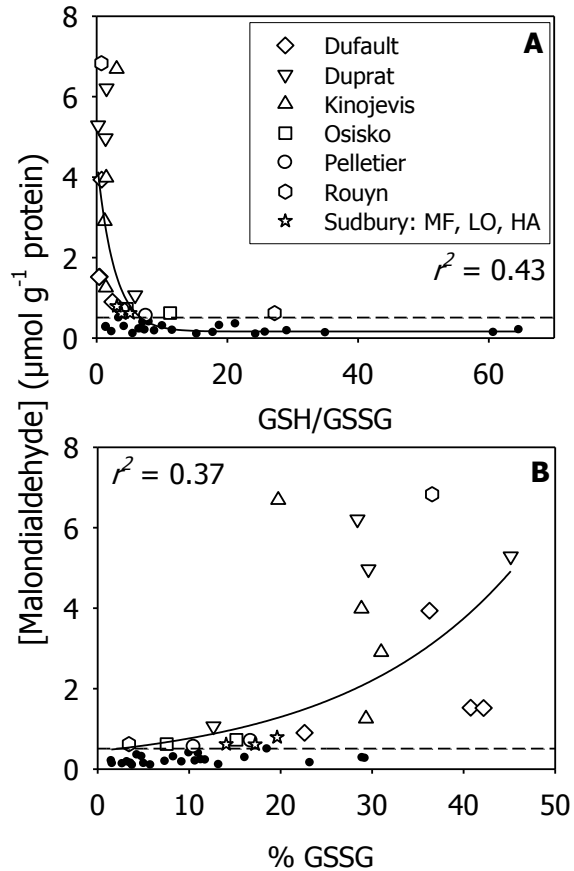 8
6
4
2
0
A
Dufault
Duprat
Kinojevis
Osisko
Pelletier
Rouyn
Sudbury: MF, LO, HA
r² = 0.43
0 20 40 60
GSH/GSSG
[Malondialdehyde] (μmol g⁻¹ protein)
r² = 0.37
B
8
6
4
2
0
0 10 20 30 40 50
% GSSG